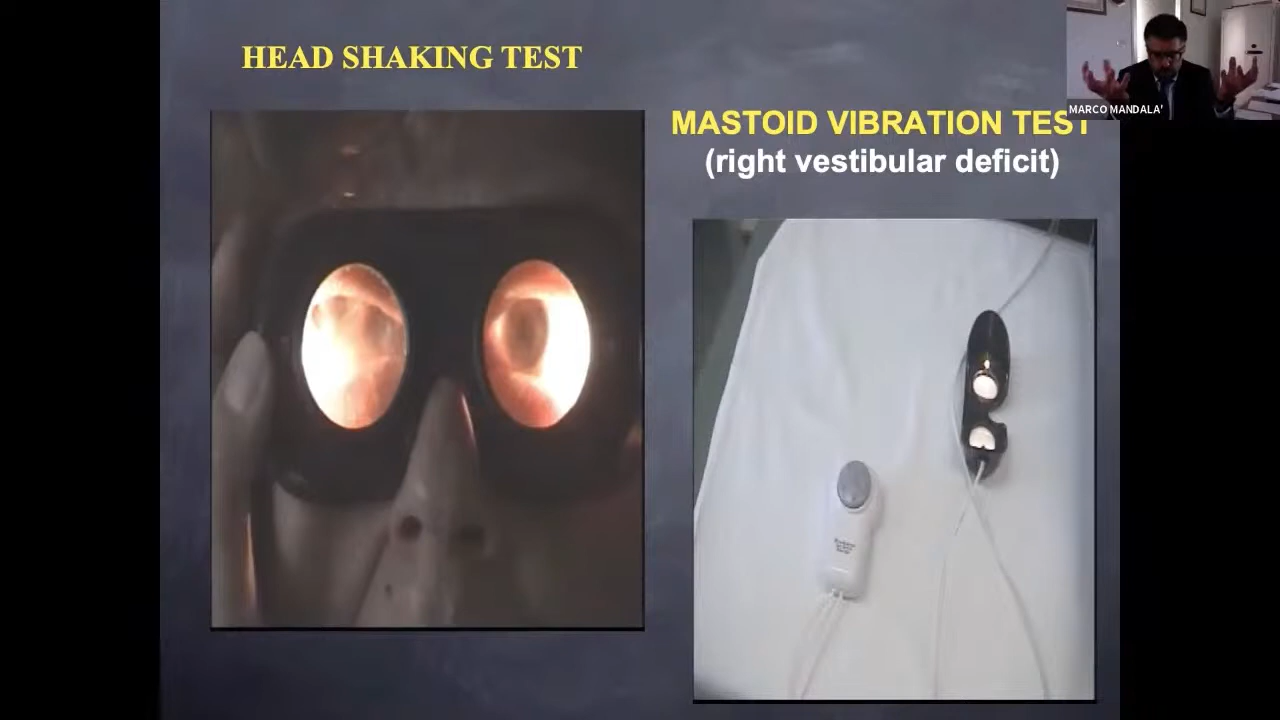 HEAD SHAKING TEST
MARCO MANDALA'
MASTOID VIBRATION TEST
(right vestibular deficit)